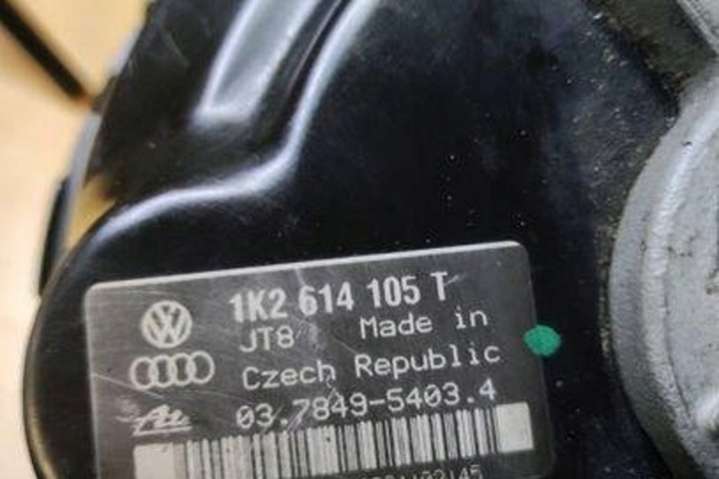 1K2 614 105 T
JT8 Made in
Czech Republic
03.7849-5403.4